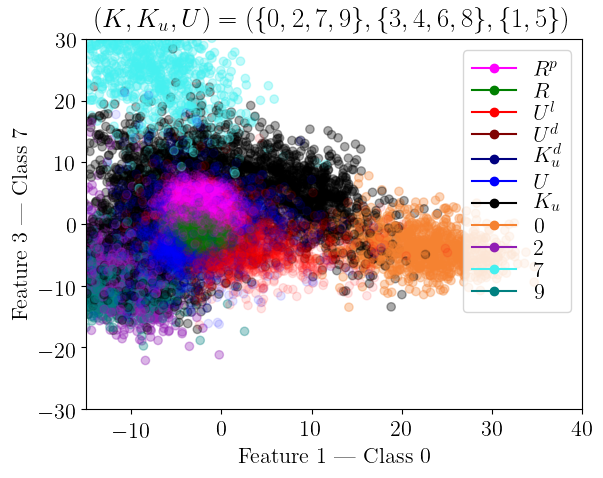 (K, K_u, U) = ({0, 2, 7, 9}, {3, 4, 6, 8}, {1, 5})
Feature 3 — Class 7
30
20
10
0
−10
−20
−30
R^p
R
U^l
U^d
K_u^d
U
K_u
0
2
7
9
−10
0
10
20
30
40
Feature 1 — Class 0